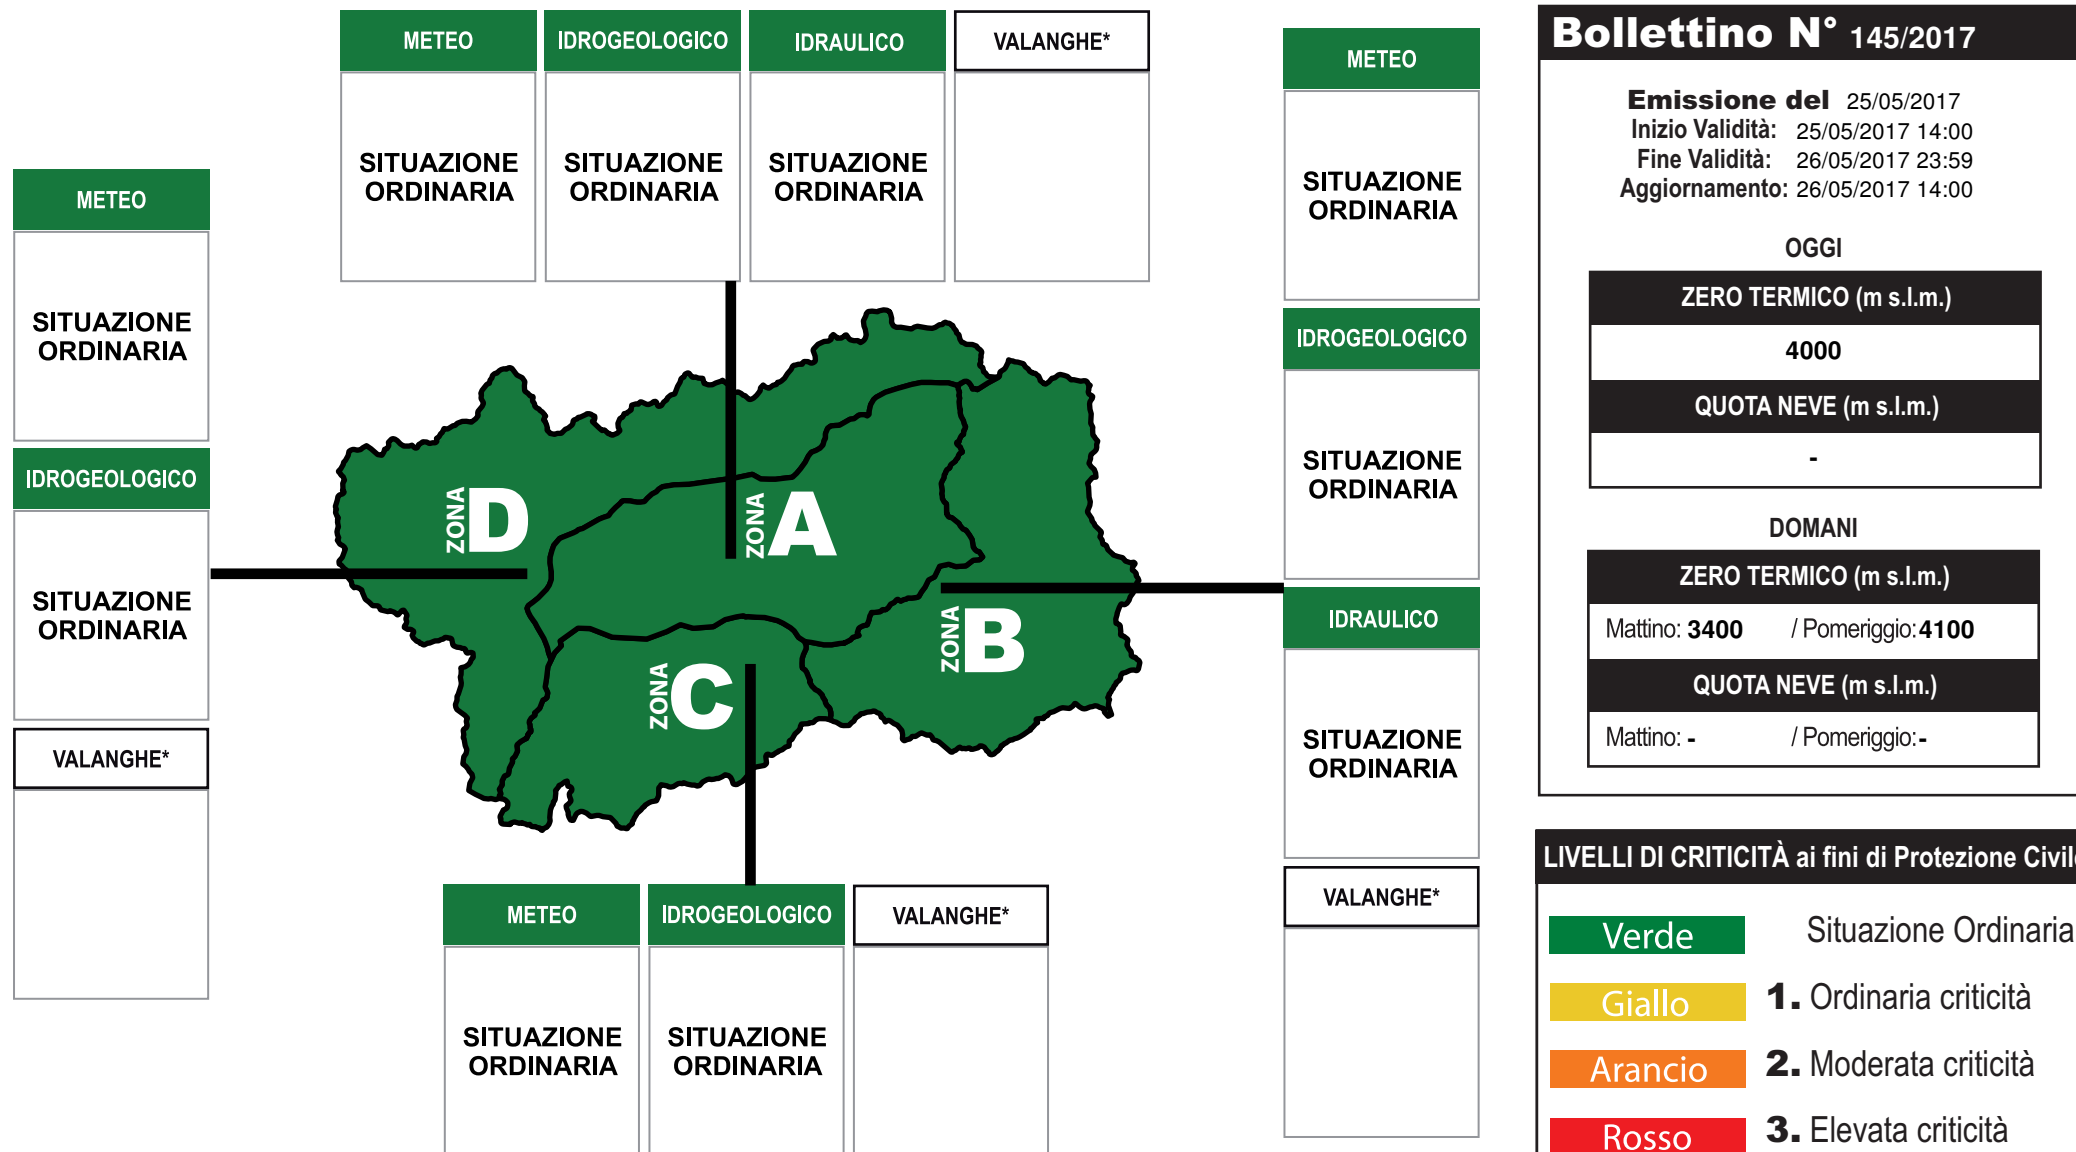 METEO IDROGEOLOGICO IDRAULICO VALANGHE*
SITUAZIONE ORDINARIA
SITUAZIONE ORDINARIA
SITUAZIONE ORDINARIA
METEO
SITUAZIONE
ORDINARIA
IDROGEOLOGICO
SITUAZIONE
ORDINARIA
VALANGHE*
ZONA D
ZONA A
ZONA B
ZONA C
METEO
SITUAZIONE
ORDINARIA
IDROGEOLOGICO
SITUAZIONE
ORDINARIA
IDRAULICO
SITUAZIONE
ORDINARIA
VALANGHE*
METEO IDROGEOLOGICO VALANGHE*
SITUAZIONE ORDINARIA
SITUAZIONE ORDINARIA
Bollettino N° 145/2017
Emissione del 25/05/2017
Inizio Validità: 25/05/2017 14:00
Fine Validità: 26/05/2017 23:59
Aggiornamento: 26/05/2017 14:00
OGGI
ZERO TERMICO (m s.l.m.)
4000
QUOTA NEVE (m s.l.m.)
-
DOMANI
ZERO TERMICO (m s.l.m.)
Mattino: 3400 / Pomeriggio: 4100
QUOTA NEVE (m s.l.m.)
Mattino: - / Pomeriggio: -
LIVELLI DI CRITICITÀ ai fini di Protezione Civil
Verde Situazione Ordinaria
Giallo 1. Ordinaria criticità
Arancio 2. Moderata criticità
Rosso 3. Elevata criticità